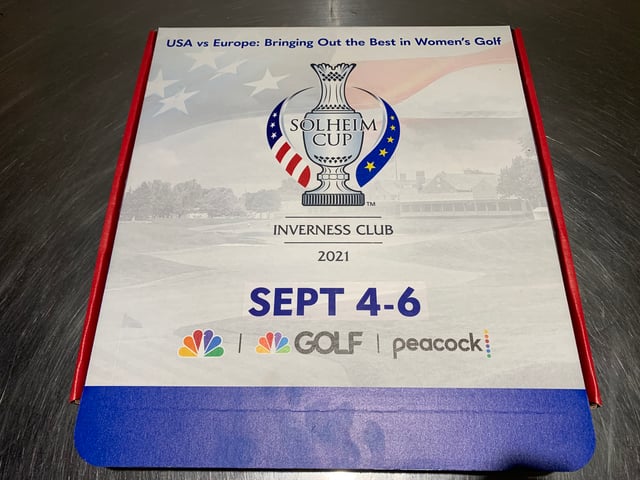 USA vs Europe: Bringing Out the Best in Women's Golf
SOLHEIM
CUP
TM
INVERNESS CLUB
2021
SEPT 4-6
GOLF
peacock